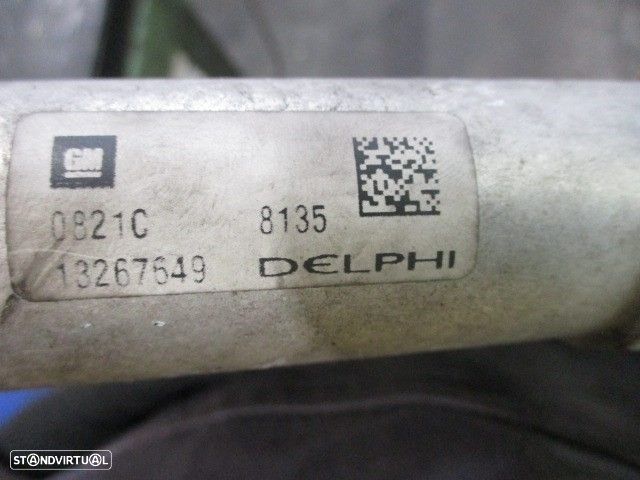 GM
0821C 8135
13267649 DELPHI
STANDVIRTUAL